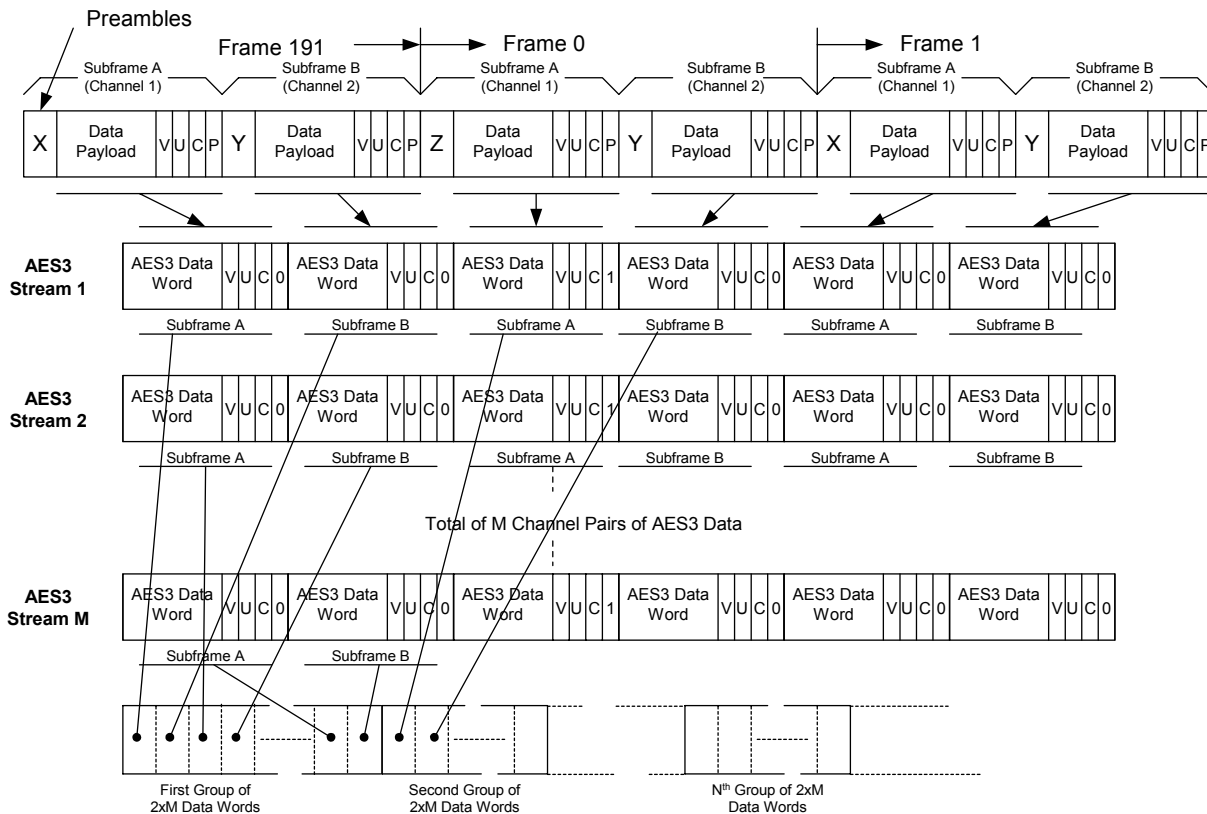 Preambles
Frame 191 Frame 0 Frame 1
Subframe A (Channel 1) Subframe B (Channel 2) Subframe A (Channel 1) Subframe B (Channel 2) Subframe A (Channel 1) Subframe B (Channel 2)
X Data Payload V U C P Y Data Payload V U C P Z Data Payload V U C P Y Data Payload V U C P X Data Payload V U C P Y Data Payload V U C P
AES3 Stream 1
AES3 Data Word V U C 0 AES3 Data Word V U C 0 AES3 Data Word V U C 1 AES3 Data Word V U C 0 AES3 Data Word V U C 0 AES3 Data Word V U C 0
Subframe A Subframe B Subframe A Subframe B Subframe A Subframe B
AES3 Stream 2
AES3 Data Word V U C 0 AES3 Data Word V U C 0 AES3 Data Word V U C 1 AES3 Data Word V U C 0 AES3 Data Word V U C 0 AES3 Data Word V U C 0
Subframe A Subframe B Subframe A Subframe B Subframe A Subframe B
Total of M Channel Pairs of AES3 Data
AES3 Stream M
AES3 Data Word V U C 0 AES3 Data Word V U C 0 AES3 Data Word V U C 1 AES3 Data Word V U C 0 AES3 Data Word V U C 0 AES3 Data Word V U C 0
Subframe A Subframe B
First Group of 2xM Data Words
Second Group of 2xM Data Words
Nth Group of 2xM Data Words